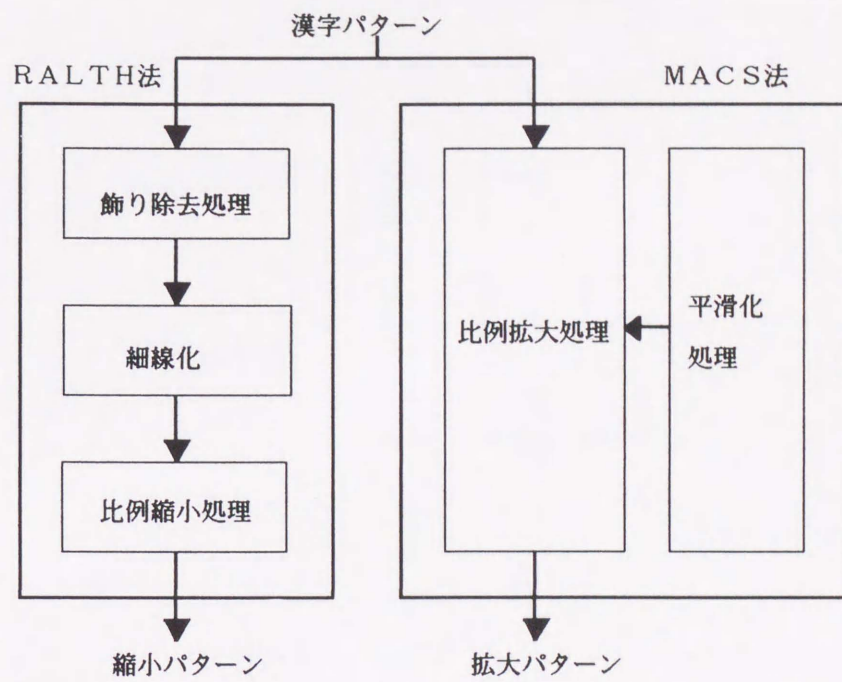 漢字パターン
ＲＡＬＴＨ法
ＭＡＣＳ法
飾り除去処理
細線化
比例縮小処理
比例拡大処理
平滑化
処理
縮小パターン
拡大パターン